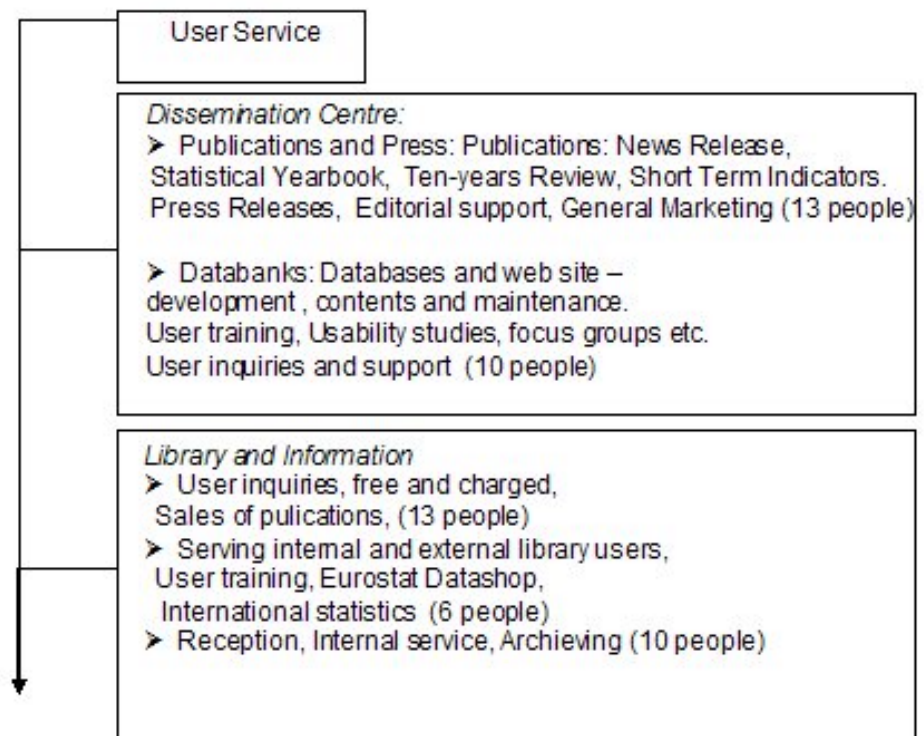 User Service
Dissemination Centre:
➤ Publications and Press: Publications: News Release,
Statistical Yearbook, Ten-years Review, Short Term Indicators.
Press Releases, Editorial support, General Marketing (13 people)
➤ Databanks: Databases and web site –
development , contents and maintenance.
User training, Usability studies, focus groups etc.
User inquiries and support (10 people)
Library and Information
➤ User inquiries, free and charged,
Sales of pulications, (13 people)
➤ Serving internal and external library users,
User training, Eurostat Datashop,
International statistics (6 people)
➤ Reception, Internal service, Archieving (10 people)